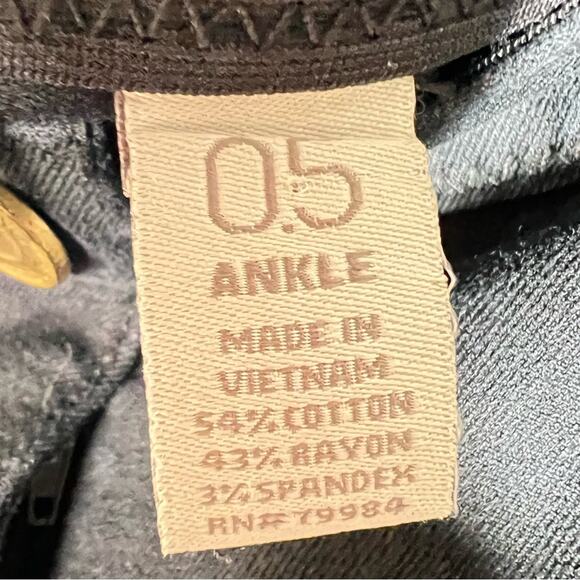 0.5
ANKLE
MADE IN
VIETNAM
54% COTTON
43% RAYON
3% SPANDEX
RN# 79984